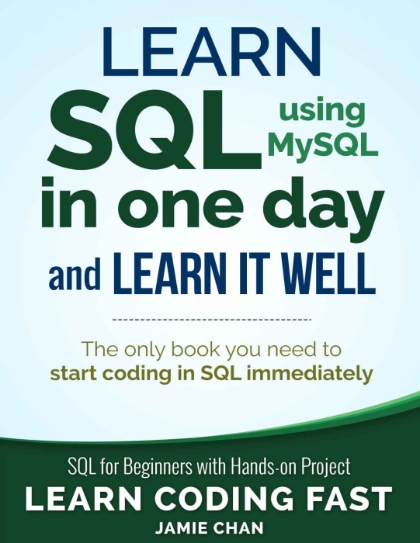 LEARN
SQL using MySQL
in one day
and LEARN IT WELL
The only book you need to
start coding in SQL immediately
SQL for Beginners with Hands-on Project
LEARN CODING FAST
JAMIE CHAN